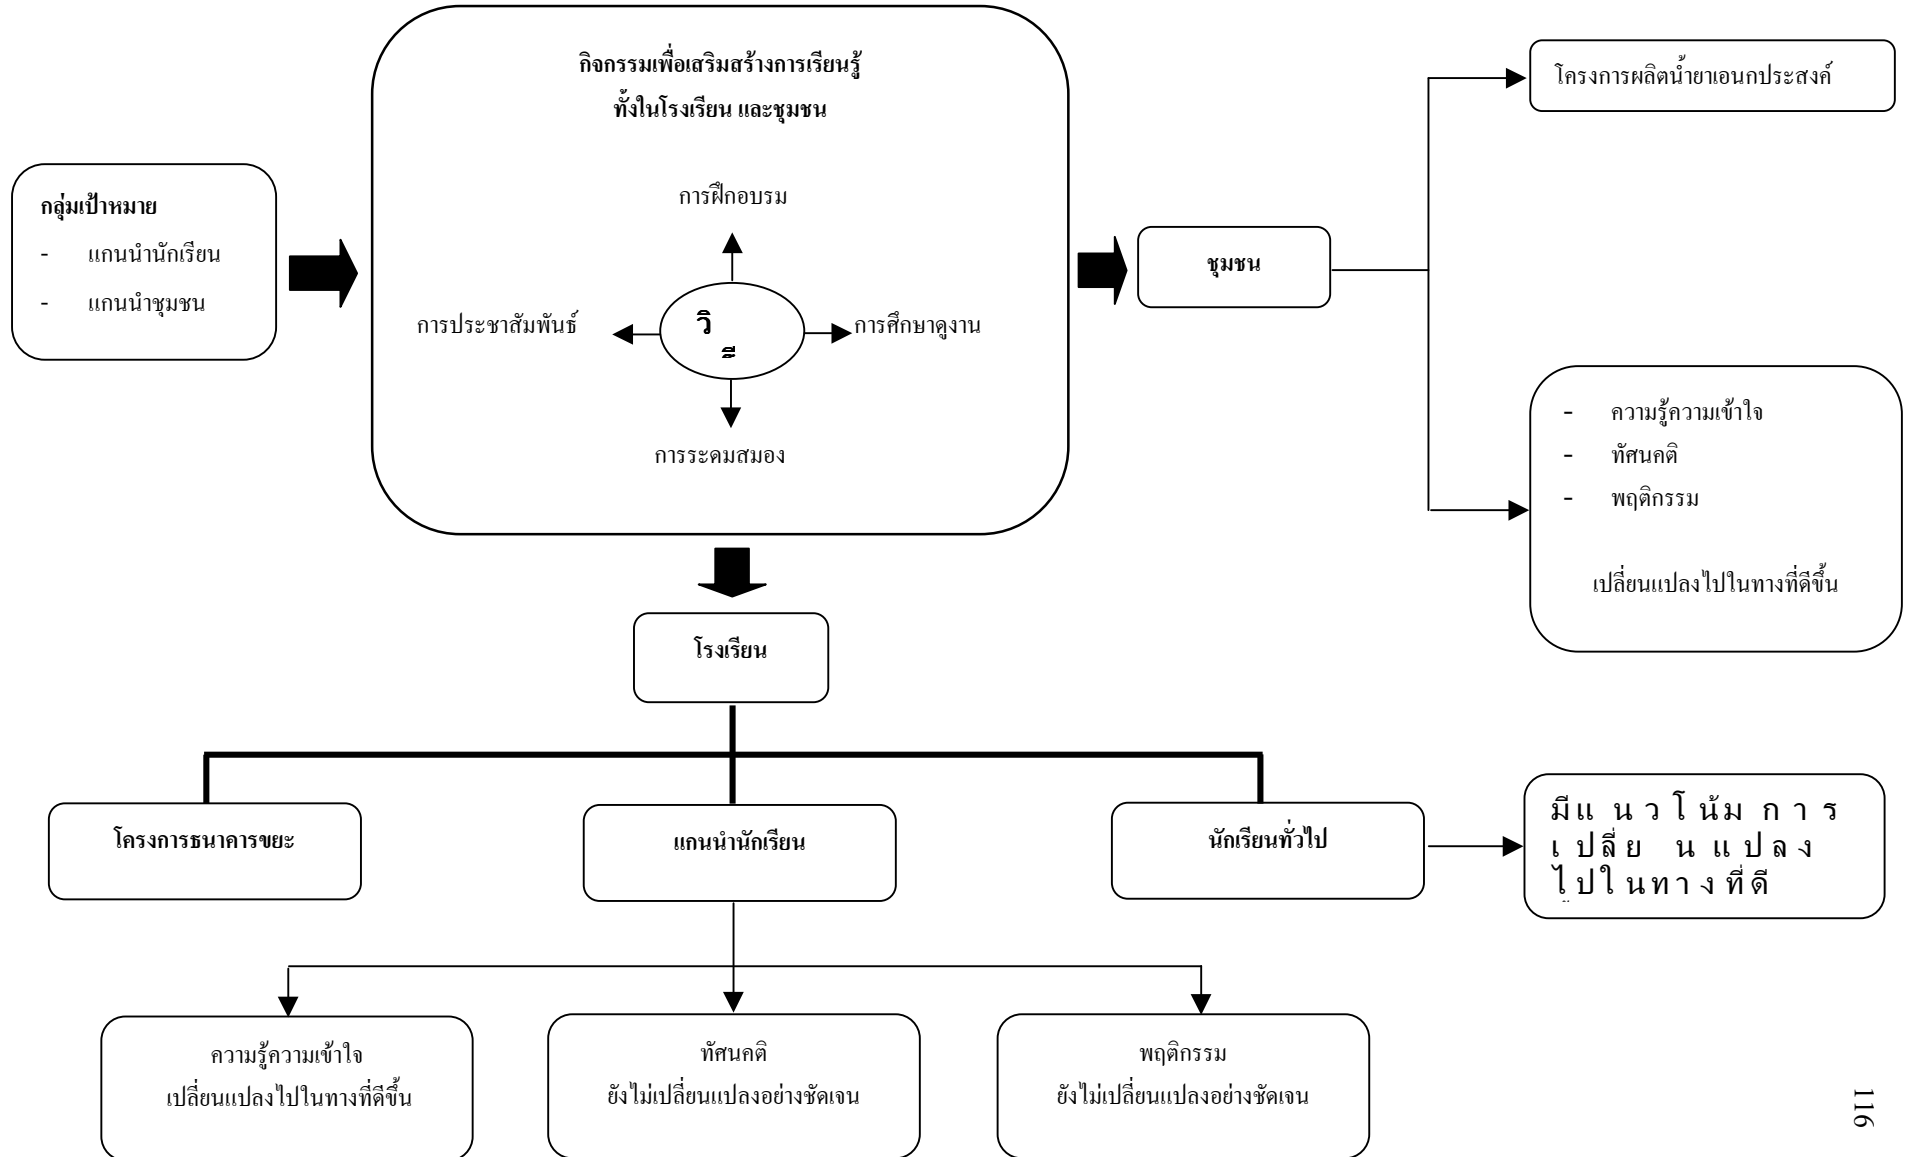 กิจกรรมเพื่อเสริมสร้างการเรียนรู้
ทั้งในโรงเรียน และชุมชน
โครงการผลิตน้ำยาเอนกประสงค์
กลุ่มเป้าหมาย
- แกนนำนักเรียน
- แกนนำชุมชน
การฝึกอบรม
ชุมชน
การประชาสัมพันธ์
วิ
การศึกษาดูงาน
การระดมสมอง
- ความรู้ความเข้าใจ
- ทัศนคติ
- พฤติกรรม
เปลี่ยนแปลงไปในทางที่ดีขึ้น
โรงเรียน
โครงการธนาคารขยะ
แกนนำนักเรียน
นักเรียนทั่วไป
มีแนวโน้มการ
เปลี่ยนแปลง
ไปในทางที่ดี
ความรู้ความเข้าใจ
เปลี่ยนแปลงไปในทางที่ดีขึ้น
ทัศนคติ
ยังไม่เปลี่ยนแปลงอย่างชัดเจน
พฤติกรรม
ยังไม่เปลี่ยนแปลงอย่างชัดเจน
116